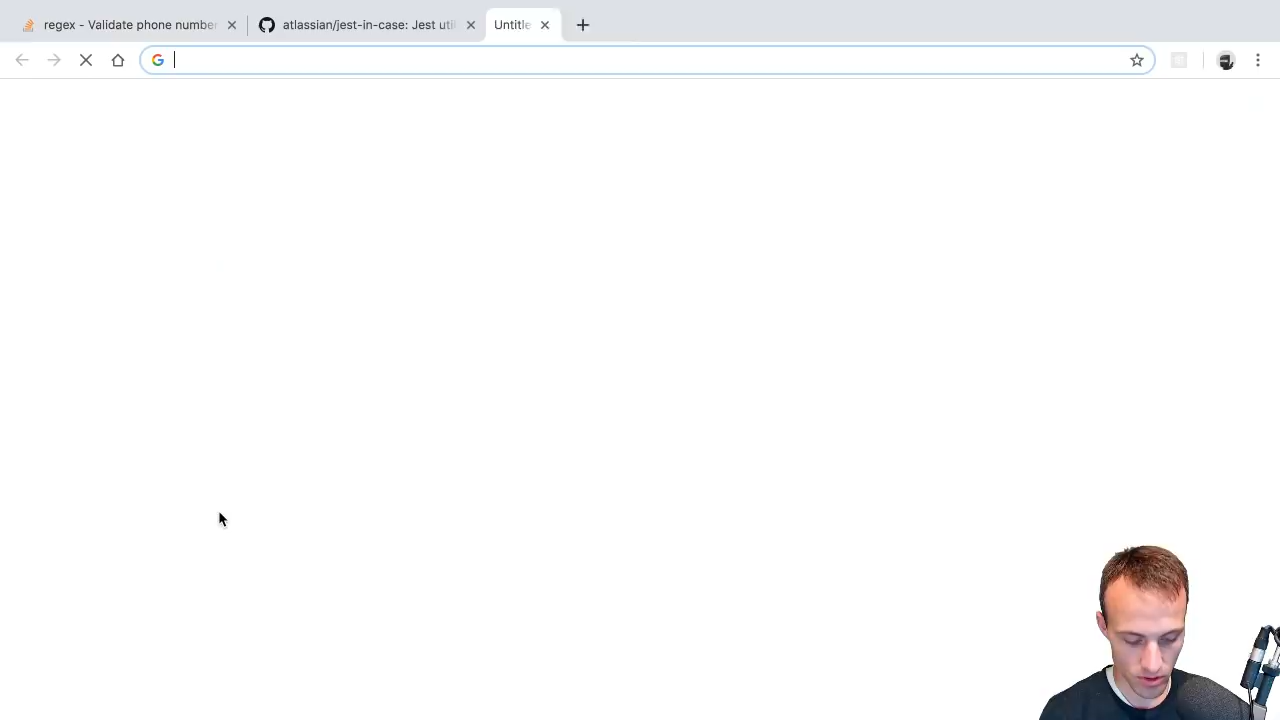 regex - Validate phone number
atlassian/jest-in-case: Jest uti
Untitle